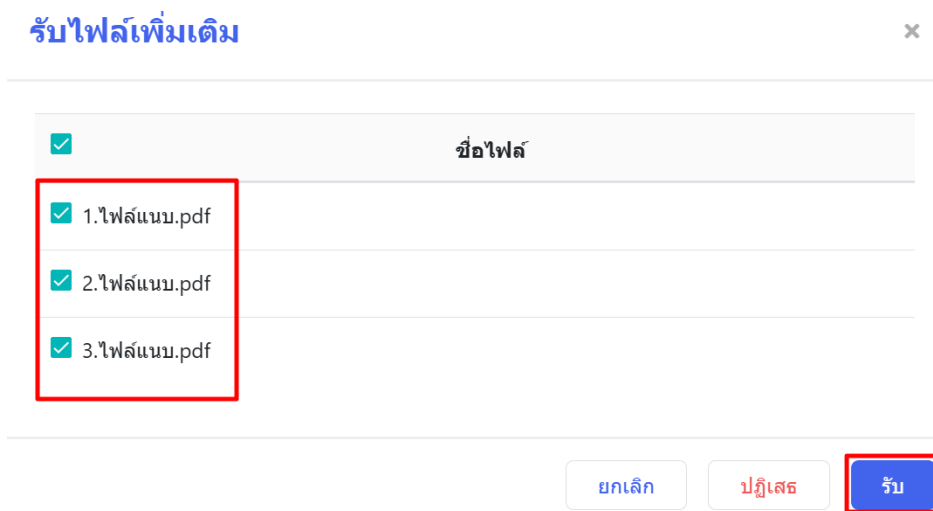 รับไฟล์เพิ่มเติม
ชื่อไฟล์
1.ไฟล์แนบ.pdf
2.ไฟล์แนบ.pdf
3.ไฟล์แนบ.pdf
ยกเลิก ปฏิเสธ รับ